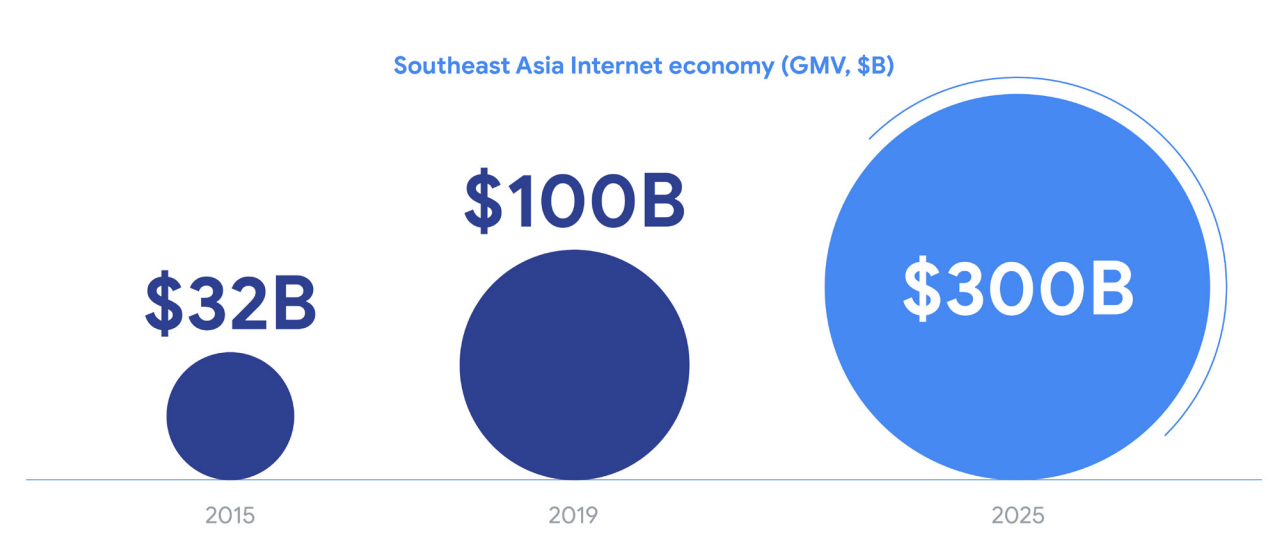 Southeast Asia Internet economy (GMV, $B)
$32B
$100B
$300B
2015
2019
2025